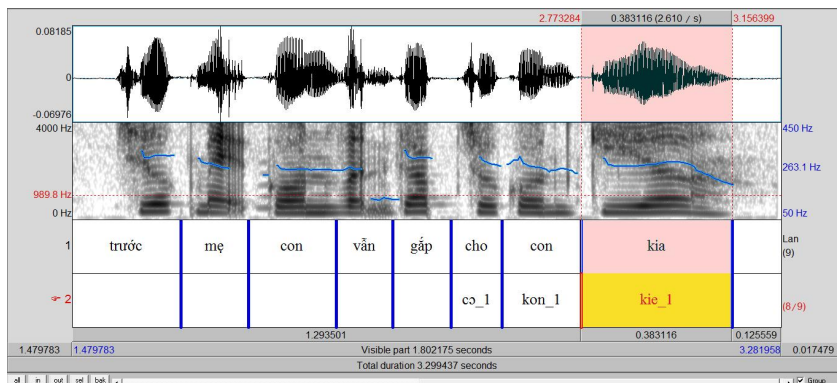 2.773284 0.383116 (2.610 / s) 3.156399
0.08185
0
-0.06976
4000 Hz 450 Hz
989.8 Hz 263.1 Hz
0 Hz 50 Hz
1 trước mẹ con vẫn gắp cho con kia Lan (9)
2 cɔ_1 kon_1 kie_1 (8/9)
1.293501 0.383116 0.125559
1.479783 1.479783 Visible part 1.802175 seconds 3.281958 0.017479
Total duration 3.299437 seconds
all in out sel bak Group